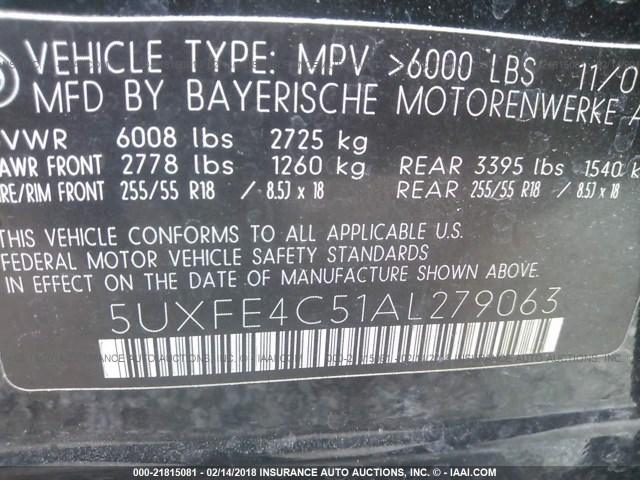 VEHICLE TYPE: MPV >6000 LBS 11/0
MFD BY BAYERISCHE MOTORENWERKE A
VWR 6008 lbs 2725 kg
AWR FRONT 2778 lbs 1260 kg REAR 3395 lbs 1540 k
RE/RIM FRONT 255/55 R18 / 8.5J x 18 REAR 255/55 R18 / 8.5J x 18
THIS VEHICLE CONFORMS TO ALL APPLICABLE U.S.
FEDERAL MOTOR VEHICLE SAFETY STANDARDS
IN EFFECT ON THE DATE OF MANUFACTURE SHOWN ABOVE.
5UXFE4C51AL279063
000-21815081 - 02/14/2018 INSURANCE AUTO AUCTIONS, INC. (C) - IAAI.COM